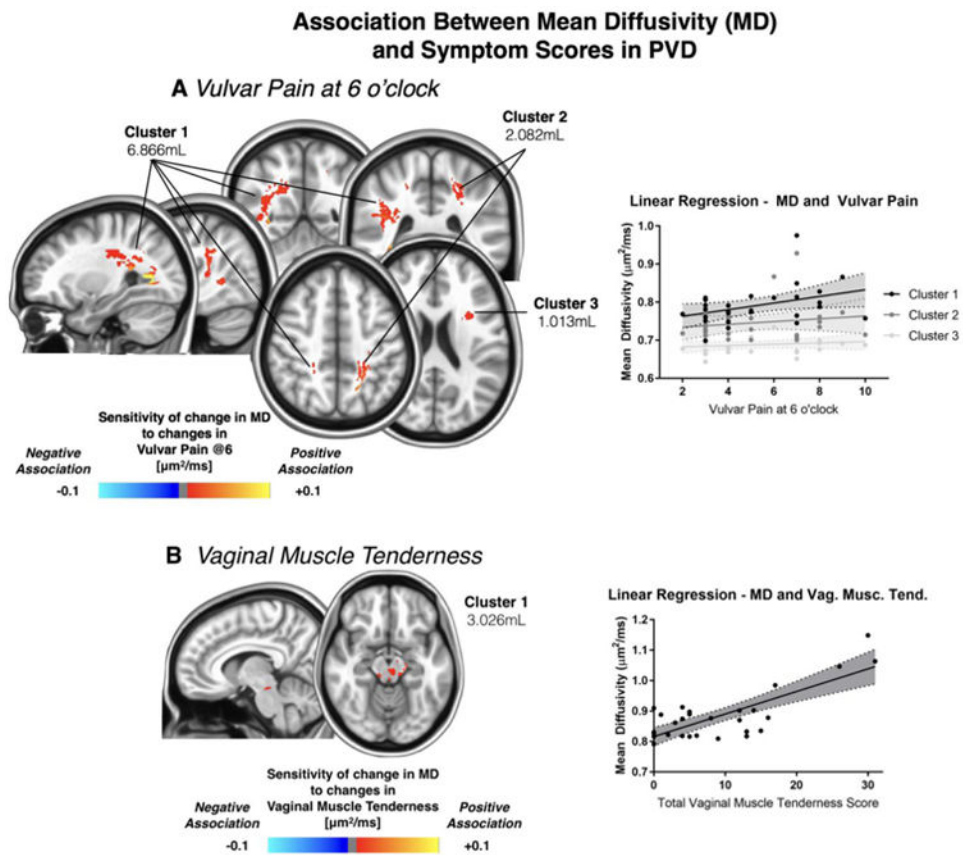 Association Between Mean Diffusivity (MD)
and Symptom Scores in PVD
A Vulvar Pain at 6 o'clock
Cluster 1
6.866mL
Cluster 2
2.082mL
Cluster 3
1.013mL
Sensitivity of change in MD
to changes in
Vulvar Pain @6
[µm²/ms]
Negative
Association
Positive
Association
-0.1
+0.1
Linear Regression - MD and Vulvar Pain
Mean Diffusivity (µm²/ms)
1.0
0.9
0.8
0.7
0.6
2 4 6 8 10
Vulvar Pain at 6 o'clock
Cluster 1
Cluster 2
Cluster 3
B Vaginal Muscle Tenderness
Cluster 1
3.026mL
Sensitivity of change in MD
to changes in
Vaginal Muscle Tenderness
[µm²/ms]
Negative
Association
Positive
Association
-0.1
+0.1
Linear Regression - MD and Vag. Musc. Tend.
Mean Diffusivity (µm²/ms)
1.2
1.1
1.0
0.9
0.8
0.7
0 10 20 30
Total Vaginal Muscle Tenderness Score